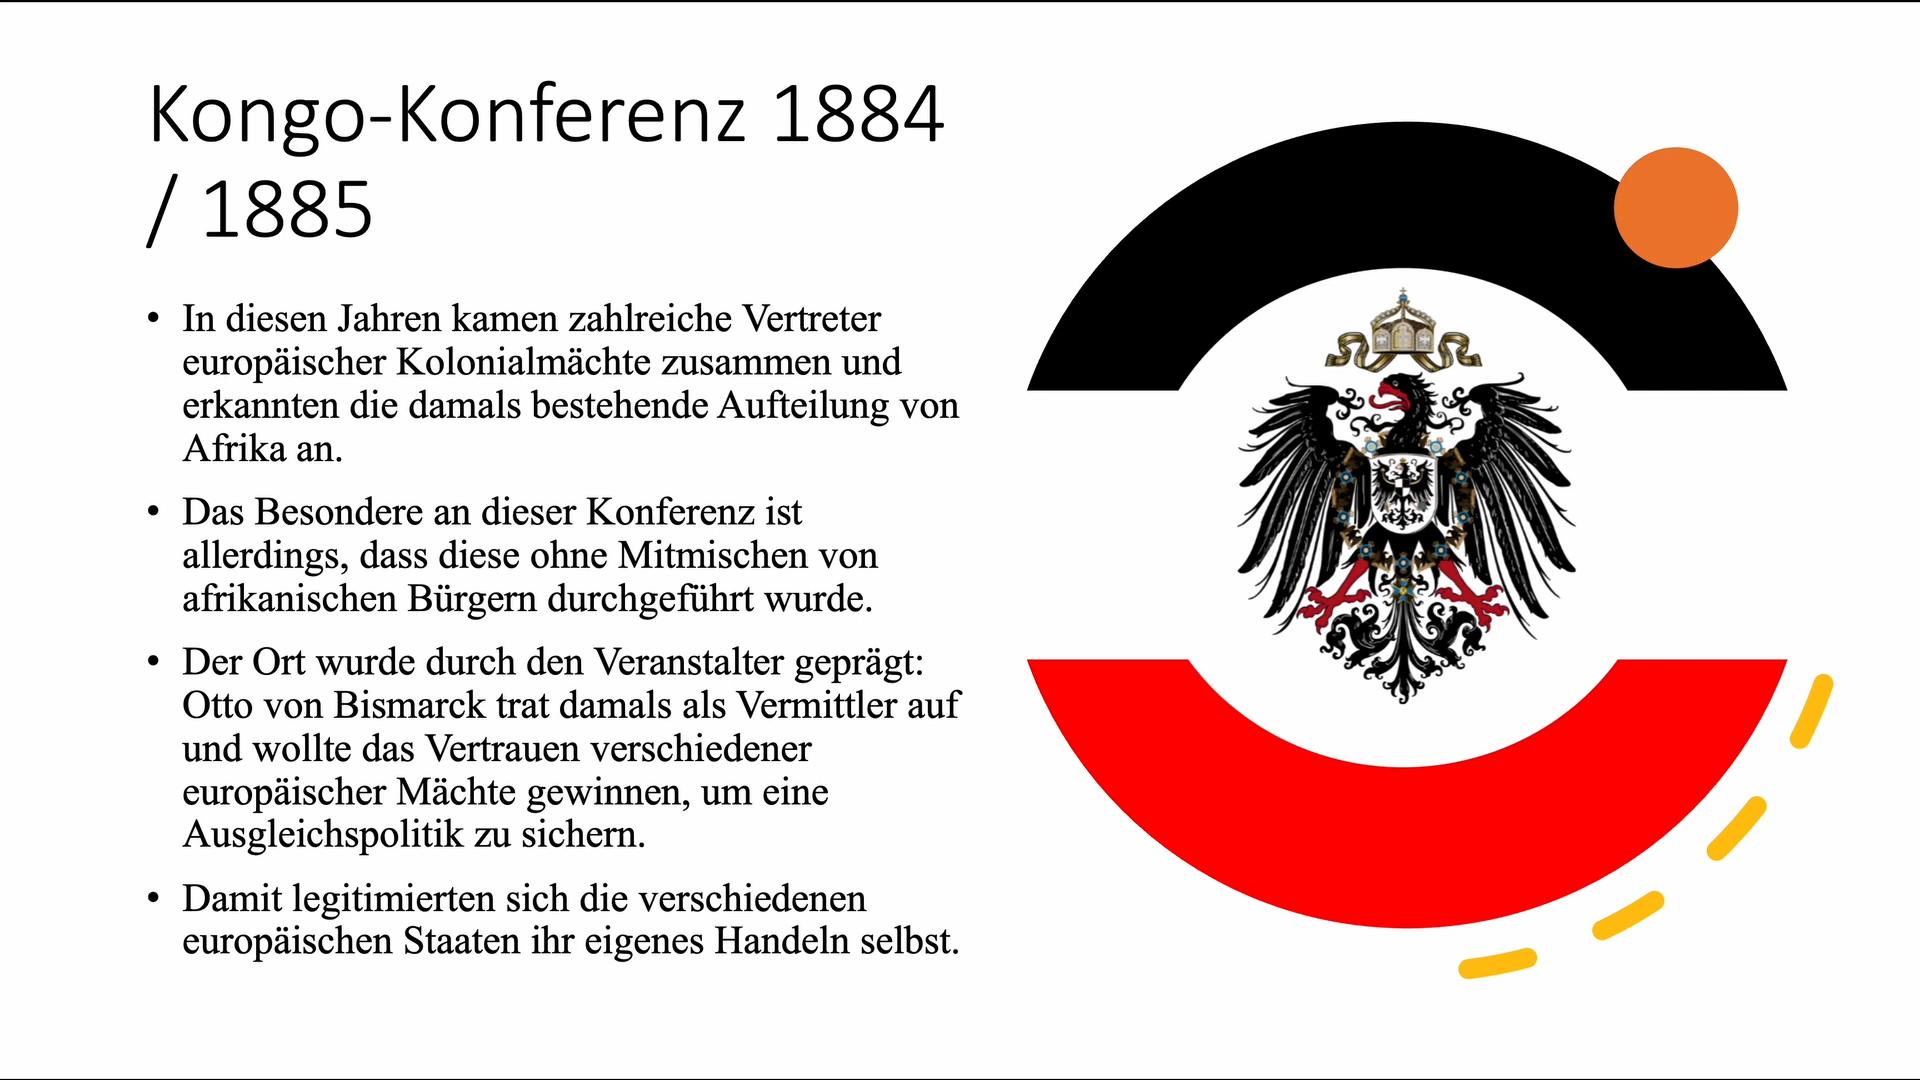 Kongo-Konferenz 1884
/ 1885
• In diesen Jahren kamen zahlreiche Vertreter
europäischer Kolonialmächte zusammen und
erkannten die damals bestehende Aufteilung von
Afrika an.
• Das Besondere an dieser Konferenz ist
allerdings, dass diese ohne Mitmischen von
afrikanischen Bürgern durchgeführt wurde.
• Der Ort wurde durch den Veranstalter geprägt:
Otto von Bismarck trat damals als Vermittler auf
und wollte das Vertrauen verschiedener
europäischer Mächte gewinnen, um eine
Ausgleichspolitik zu sichern.
• Damit legitimierten sich die verschiedenen
europäischen Staaten ihr eigenes Handeln selbst.